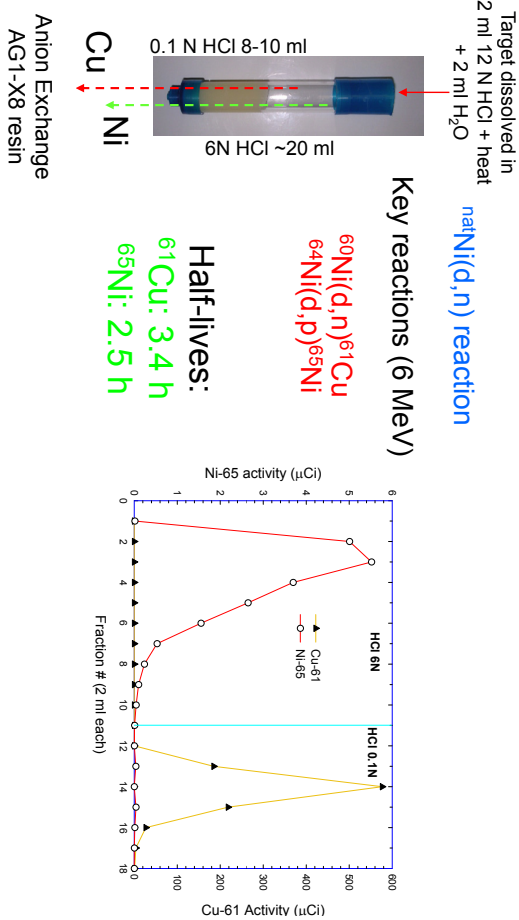 Target dissolved in
2 ml 12 N HCl + heat
+ 2 ml H₂O
0.1 N HCl 8-10 ml
6N HCl ~20 ml
Cu
Ni
Anion Exchange
AG1-X8 resin
natNi(d,n) reaction
Key reactions (6 MeV)
⁶⁰Ni(d,n)⁶¹Cu
⁶⁴Ni(d,p)⁶⁵Ni
Half-lives:
⁶¹Cu: 3.4 h
⁶⁵Ni: 2.5 h
Ni-65 activity (μCi)
0 1 2 3 4 5 6
0 2 4 6 8 10 12 14 16 18
HCl 6N
HCl 0.1N
Cu-61
Ni-65
Fraction # (2 ml each)
0 100 200 300 400 500 600
Cu-61 Activity (μCi)